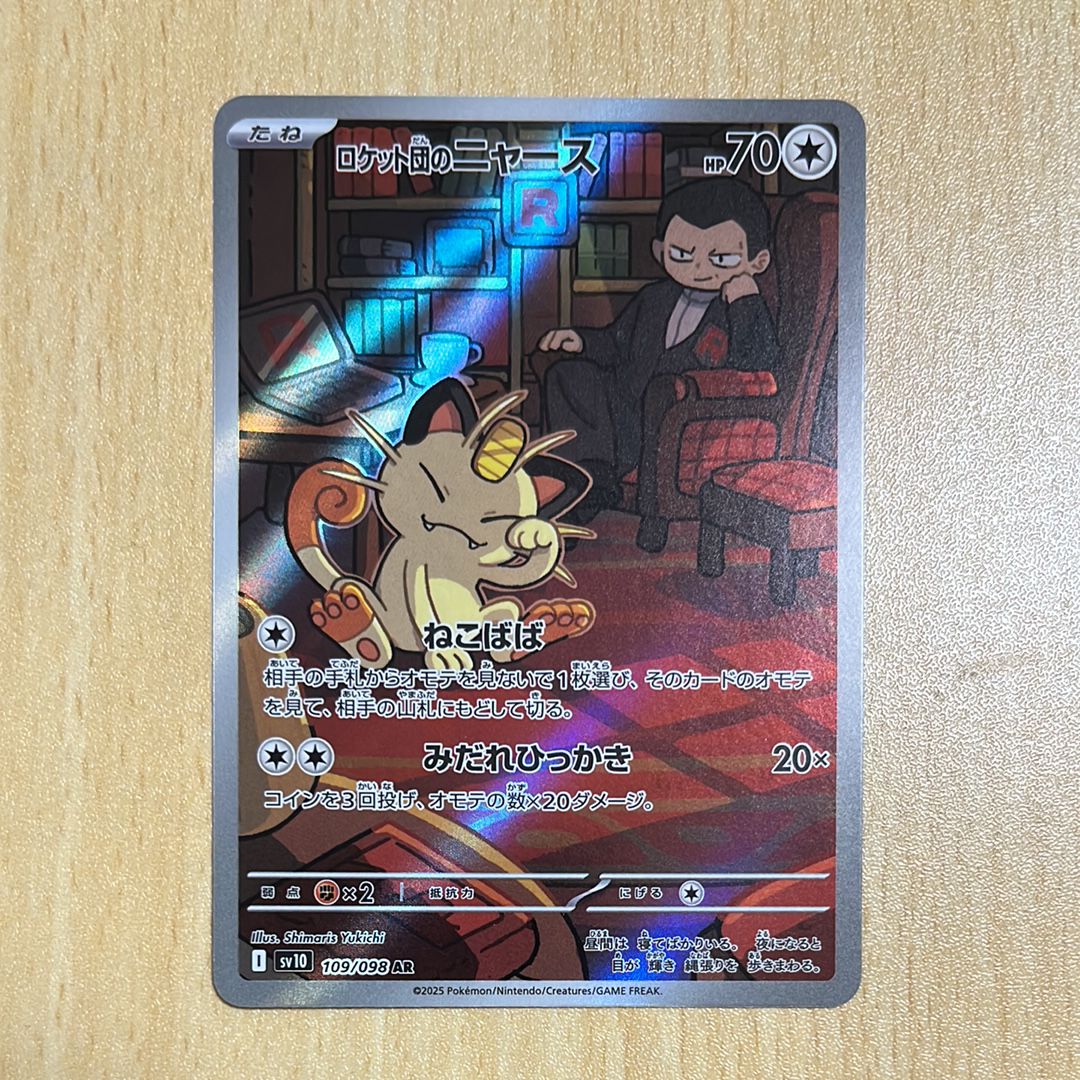 たね
ロケット団のニャース
HP70
R
R
ねこばば
相手の手札からオモテを見ないで1枚選び、そのカードのオモテ
を見て、相手の山札にもどして切る。
みだれひっかき 20×
コインを3回投げ、オモテの数×20ダメージ。
弱点 ×2 抵抗力 にげる
Illus. Shimaris Yukichi
I sv10 109/098 AR
昼間は 寝てばかりいる。 夜になると
目が 輝き 縄張りを 歩きまわる。
©2025 Pokémon/Nintendo/Creatures/GAME FREAK.